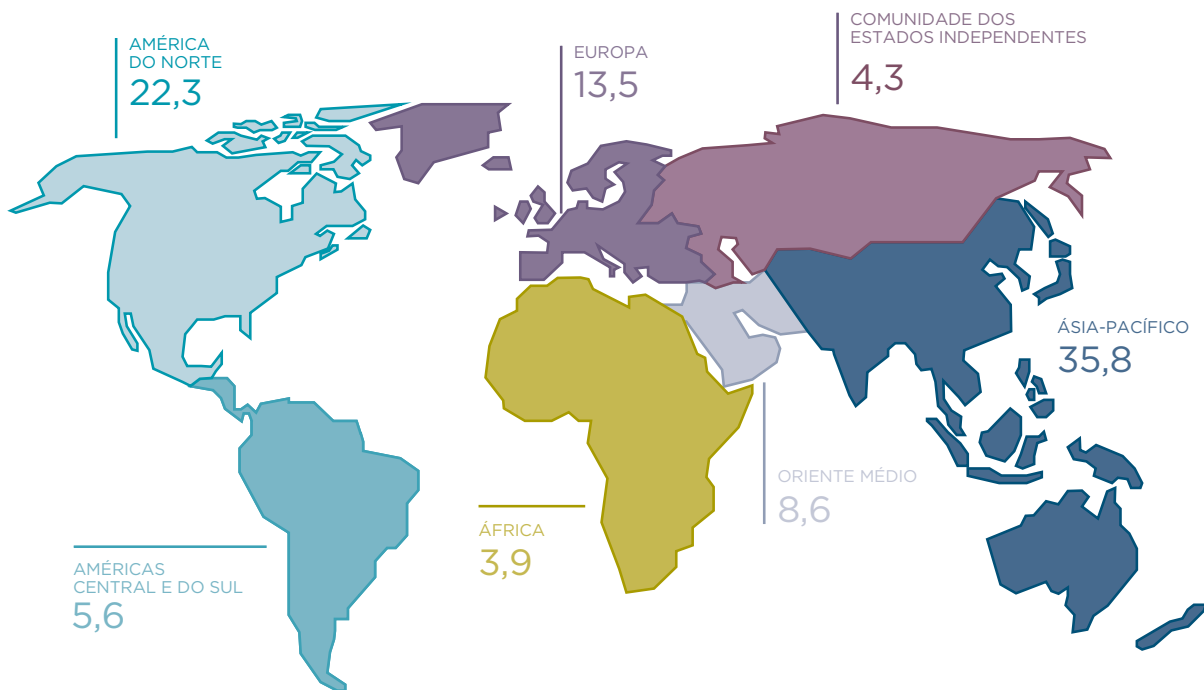 AMÉRICA
DO NORTE
22,3
EUROPA
13,5
COMUNIDADE DOS
ESTADOS INDEPENDENTES
4,3
ÁSIA-PACÍFICO
35,8
ORIENTE MÉDIO
8,6
ÁFRICA
3,9
AMÉRICAS
CENTRAL E DO SUL
5,6